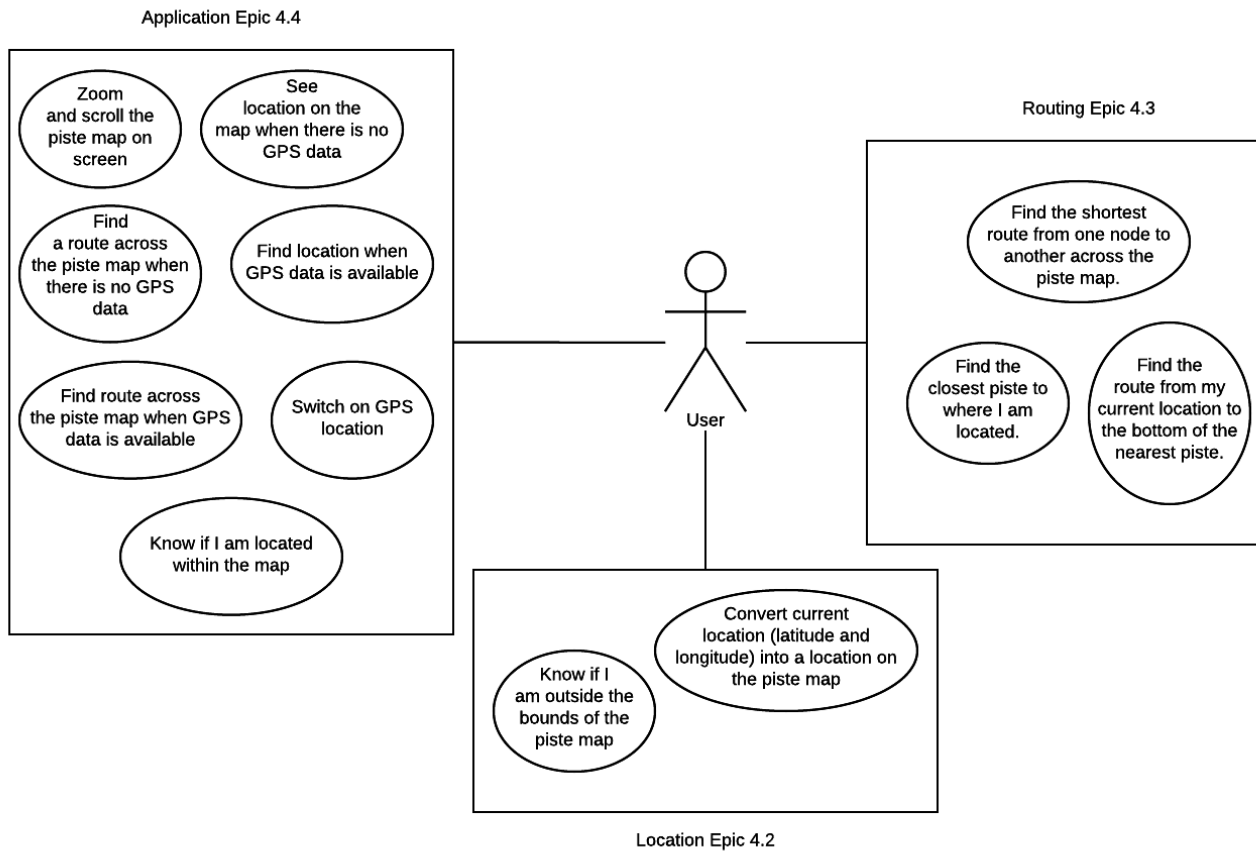 Application Epic 4.4
Zoom
and scroll the
piste map on
screen
See
location on the
map when there is no
GPS data
Find
a route across
the piste map when
there is no GPS
data
Find location when
GPS data is available
Find route across
the piste map when GPS
data is available
Switch on GPS
location
Know if I am located
within the map
User
Routing Epic 4.3
Find the shortest
route from one node to
another across the
piste map.
Find the
closest piste to
where I am
located.
Find the
route from my
current location to
the bottom of the
nearest piste.
Convert current
location (latitude and
longitude) into a location on
the piste map
Know if I
am outside the
bounds of the
piste map
Location Epic 4.2